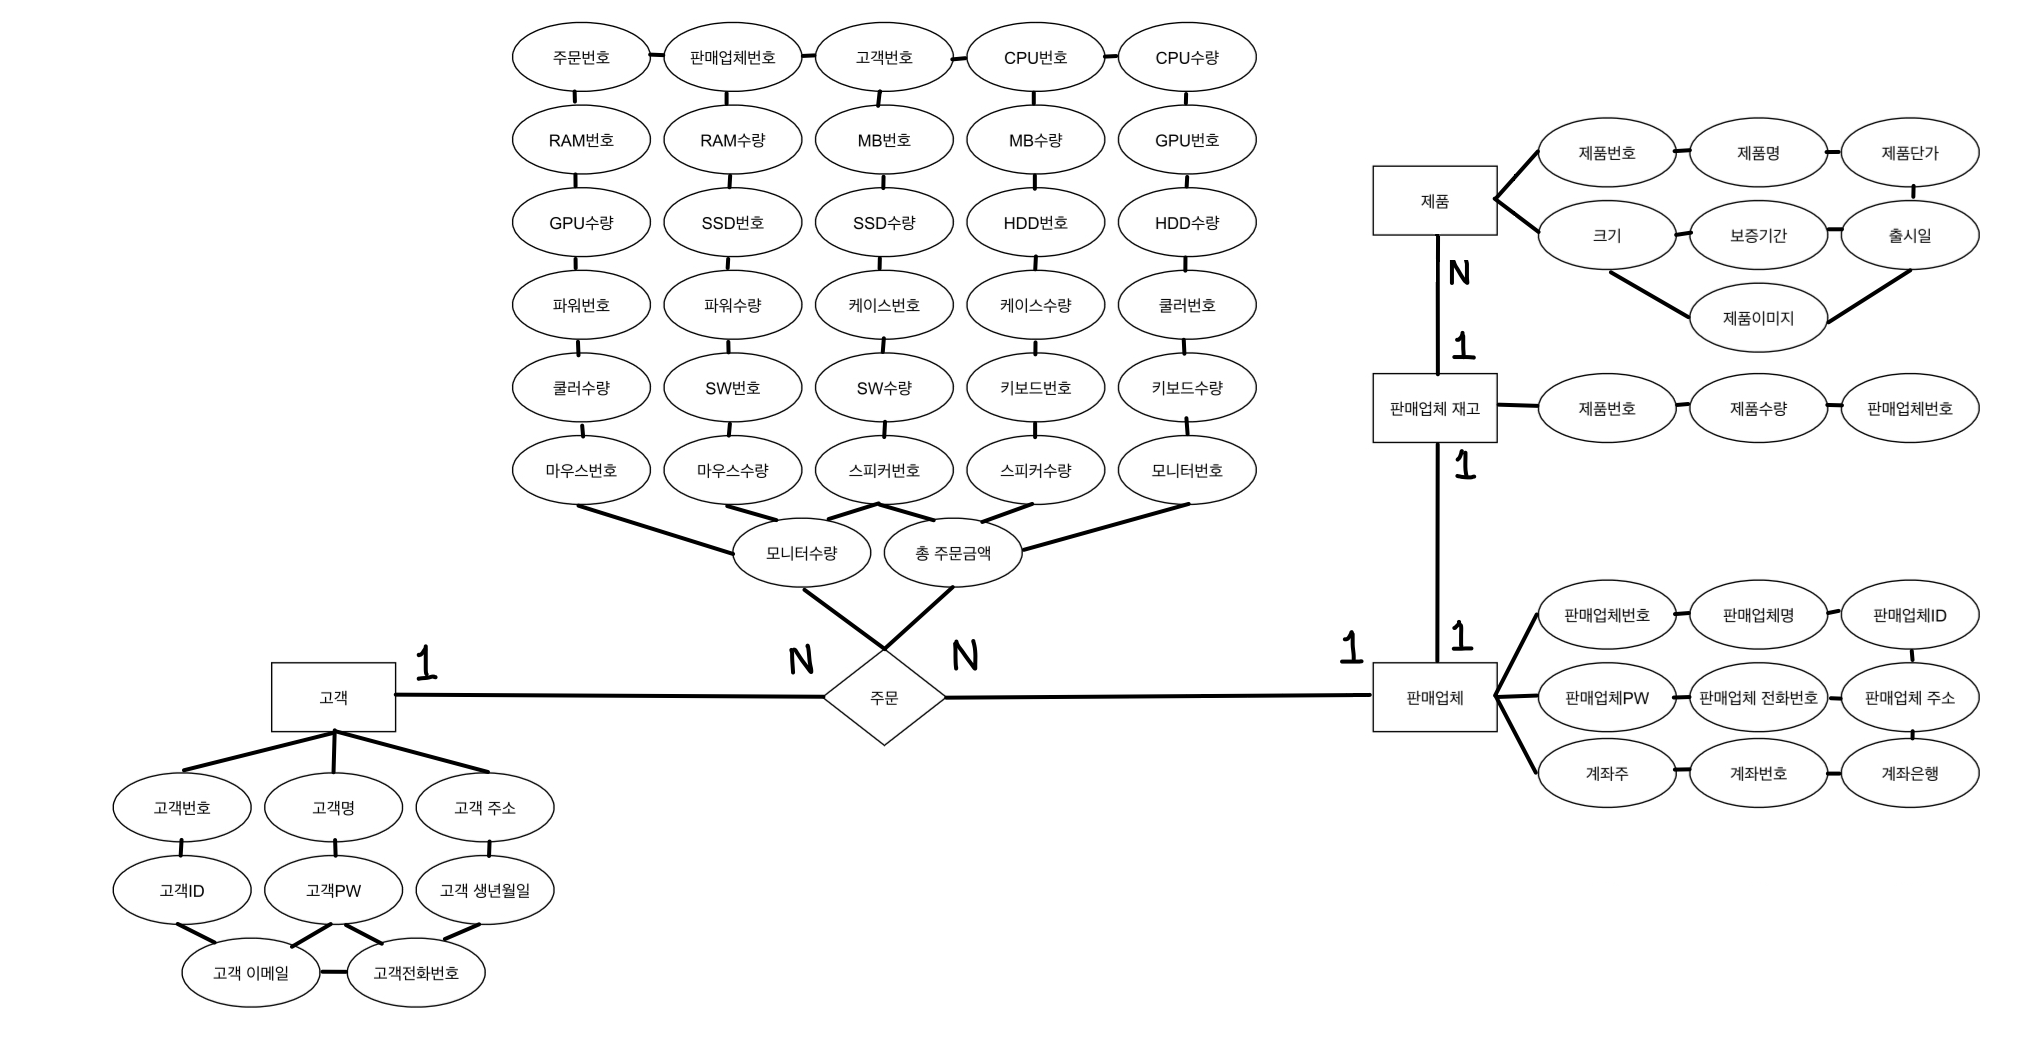 주문번호 판매업체번호 고객번호 CPU번호 CPU수량
RAM번호 RAM수량 MB번호 MB수량 GPU번호
GPU수량 SSD번호 SSD수량 HDD번호 HDD수량
파워번호 파워수량 케이스번호 케이스수량 쿨러번호
쿨러수량 SW번호 SW수량 키보드번호 키보드수량
마우스번호 마우스수량 스피커번호 스피커수량 모니터번호
모니터수량 총 주문금액
제품번호 제품명 제품단가
제품
크기 보증기간 출시일
N
제품이미지
1
판매업체 재고 제품번호 제품수량 판매업체번호
1
판매업체번호 판매업체명 판매업체ID
1 N N 1 1
고객 주문 판매업체 판매업체PW 판매업체 전화번호 판매업체 주소
계좌주 계좌번호 계좌은행
고객번호 고객명 고객 주소
고객ID 고객PW 고객 생년월일
고객 이메일 고객전화번호